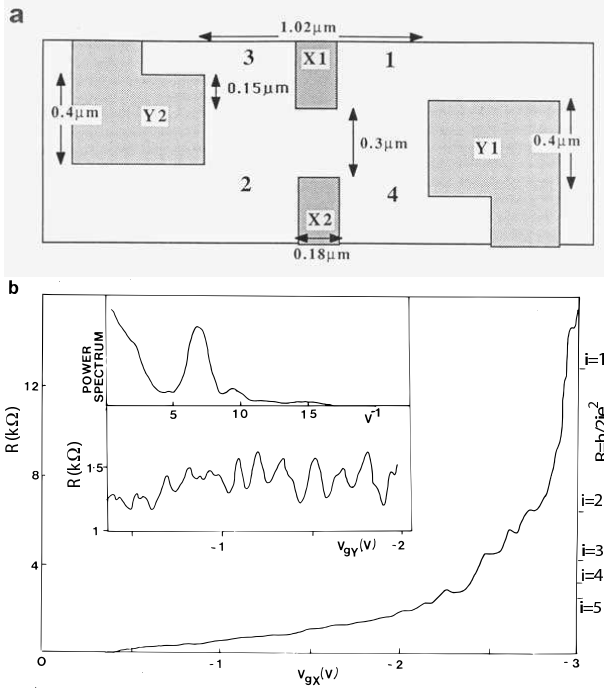 a
1.02μm
3 X1 1
0.15μm
0.4μm Y2
0.3μm
Y1 0.4μm
2 4
X2
0.18μm
b
R (kΩ)
12
8
4
0 -1 -2 -3
VgX(V)
POWER
SPECTRUM
5 10 15 V⁻¹
R (kΩ)
1·5
1
-1 VgY(V) -2
i=1
R=h/2ie²
i=2
i=3
i=4
i=5